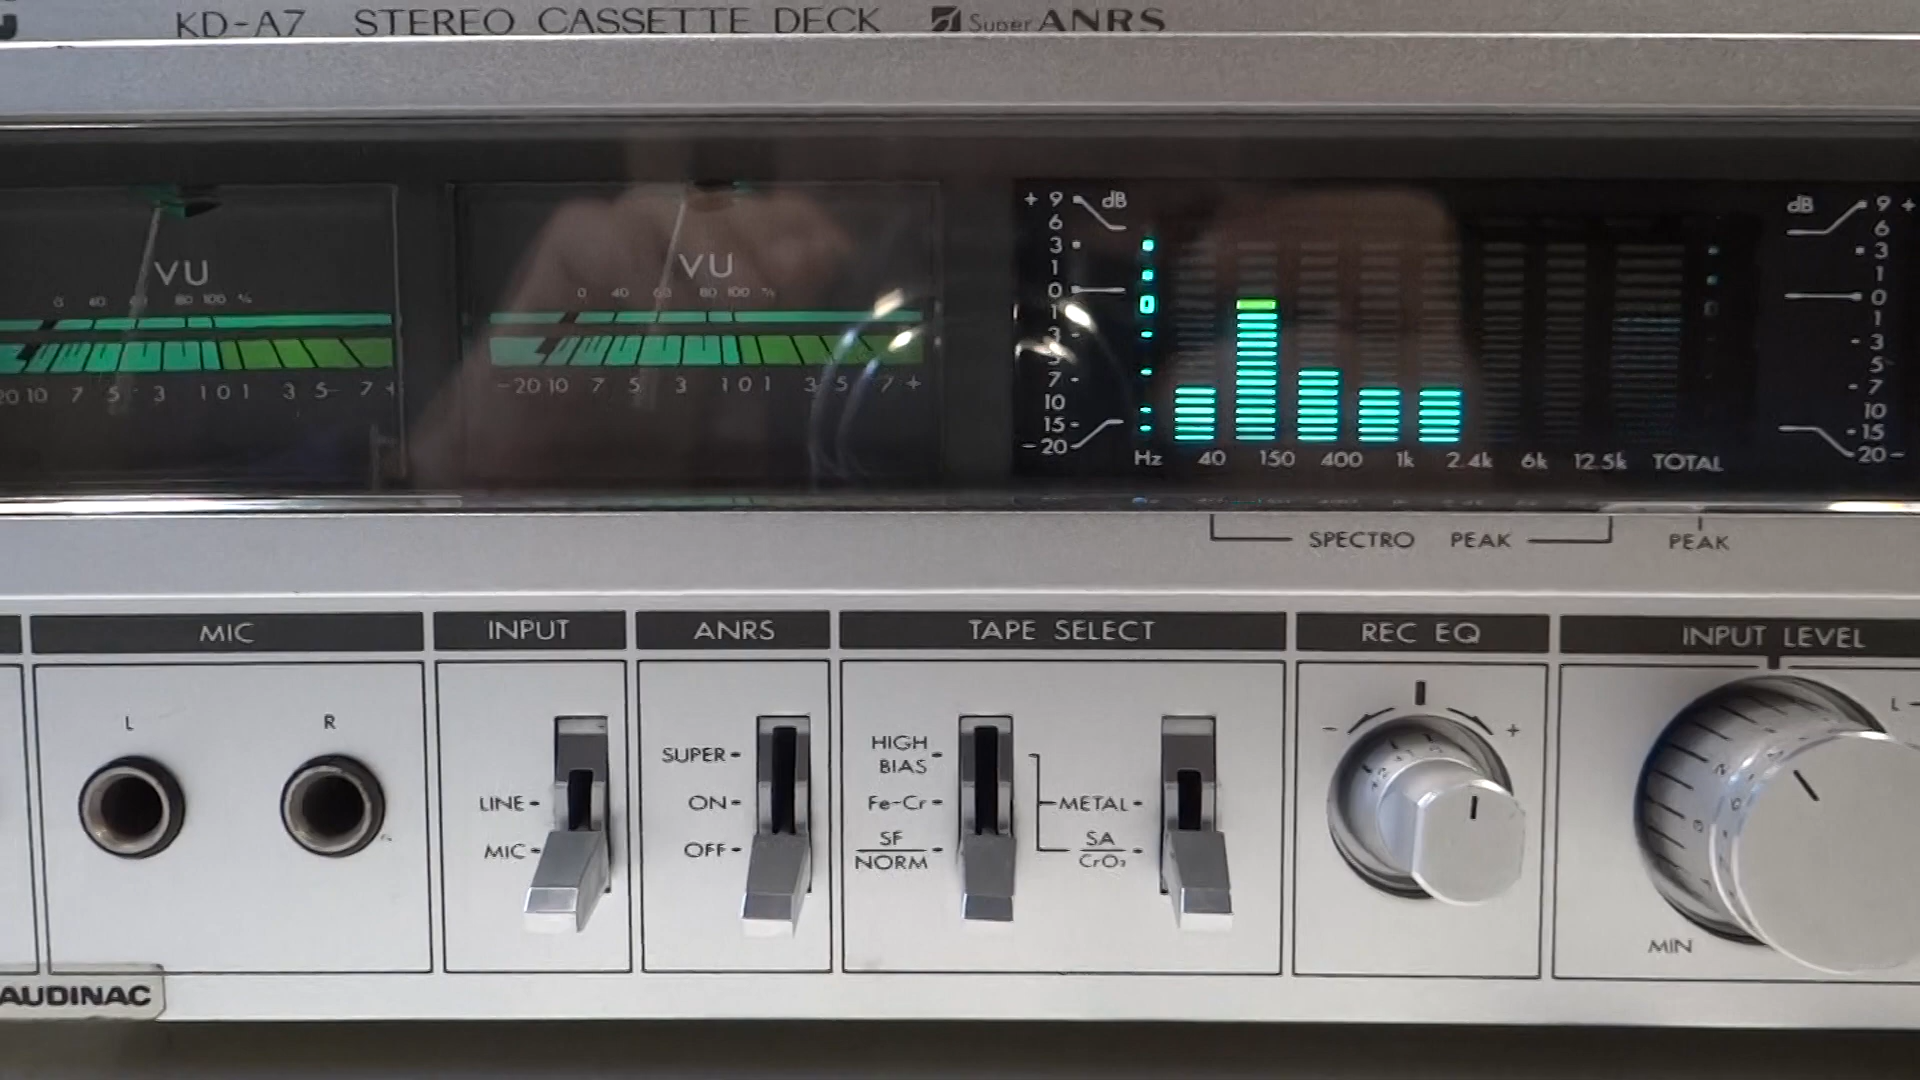 KD-A7 STEREO CASSETTE DECK Super ANRS
VU
0 40 60 80 100 %
20 10 7 5 3 1 0 1 3 5 7 +
VU
0 40 60 80 100 %
-20 10 7 5 3 1 0 1 3 5 7 +
+ 9 dB
6
3
1
0
1
3
5
7
10
15
-20
0
dB 9 +
6
3
1
0
1
3
5
7
10
15
20 -
Hz 40 150 400 1k 2.4k 6k 12.5k TOTAL
SPECTRO PEAK
PEAK
MIC
L
R
INPUT
LINE
MIC
ANRS
SUPER
ON
OFF
TAPE SELECT
HIGH
BIAS
Fe-Cr
SF
NORM
METAL
SA
CrO₂
REC EQ
- +
INPUT LEVEL
L
MIN
AUDINAC